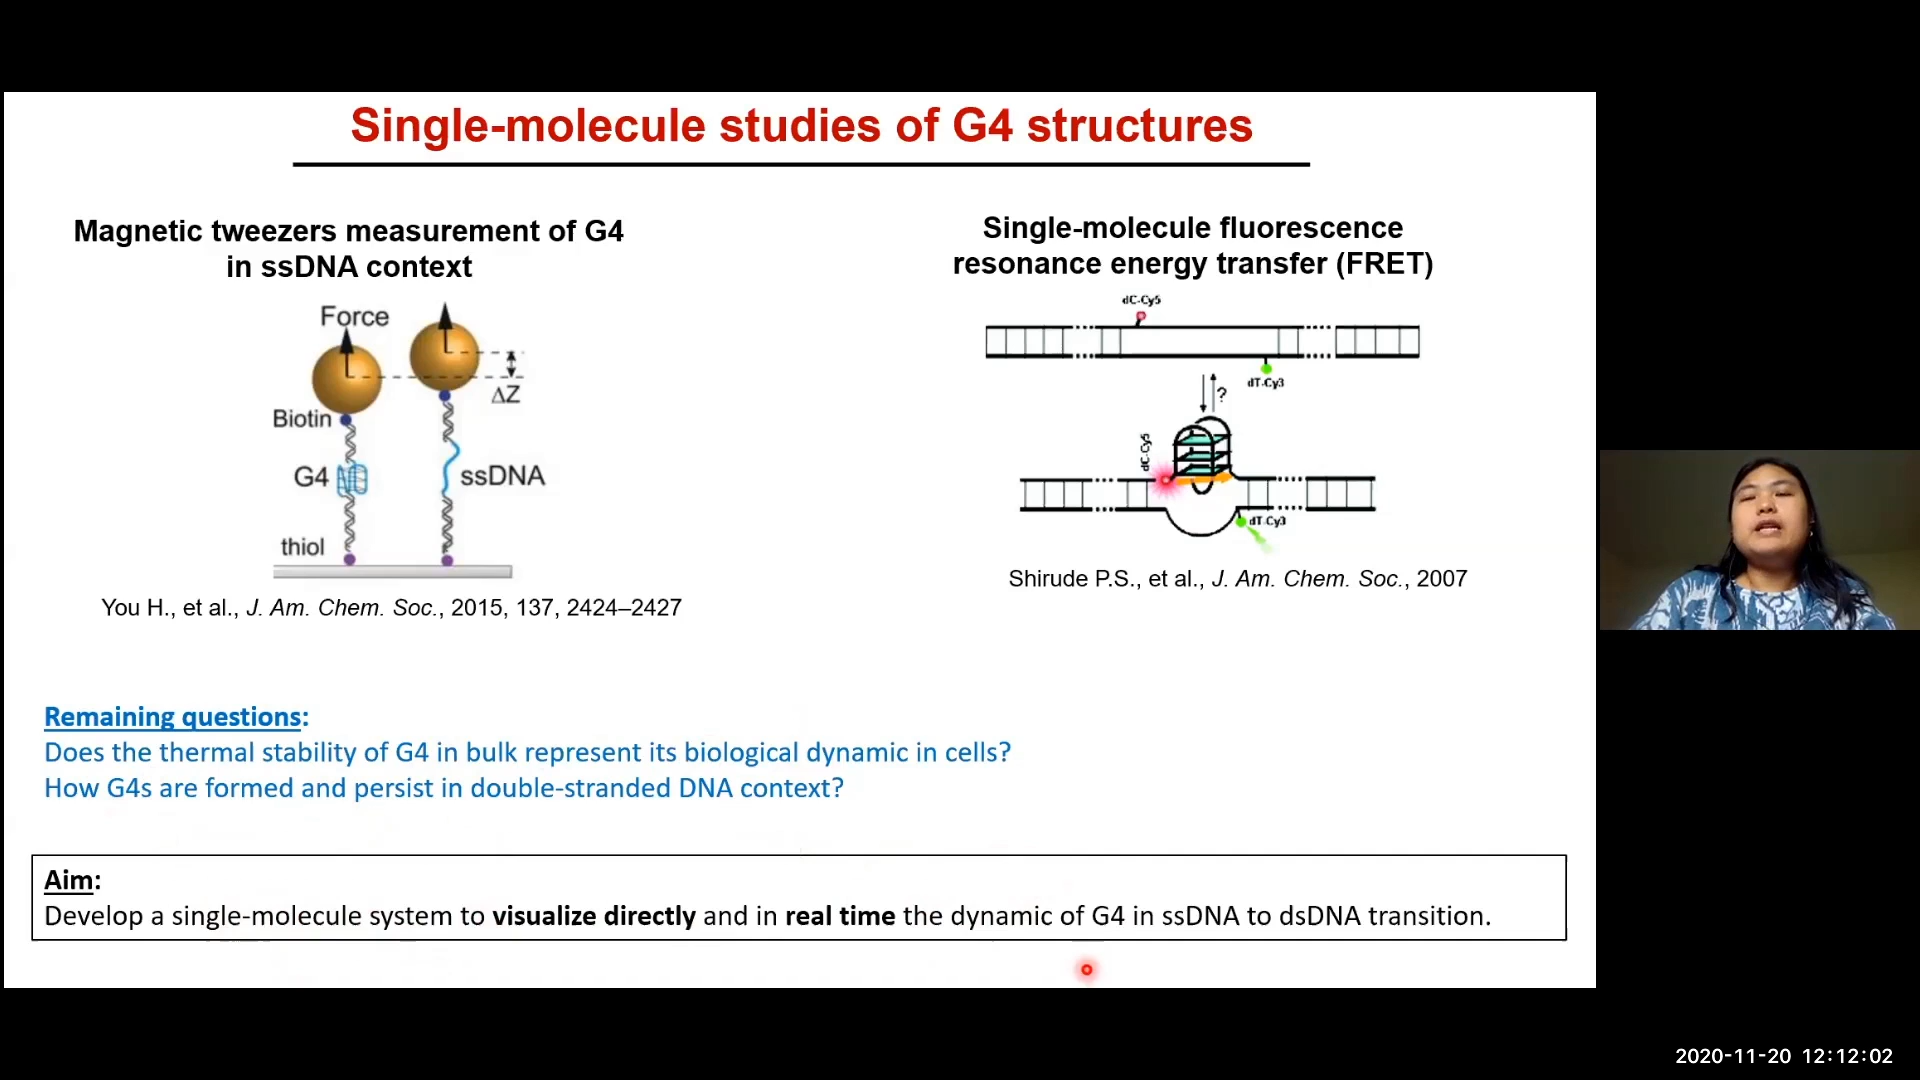 Single-molecule studies of G4 structures
Magnetic tweezers measurement of G4
in ssDNA context
Force
ΔZ
Biotin
G4
ssDNA
thiol
You H., et al., J. Am. Chem. Soc., 2015, 137, 2424–2427
Single-molecule fluorescence
resonance energy transfer (FRET)
dC-Cy5
dT-Cy3
?
dC-Cy5
dT-Cy3
Shirude P.S., et al., J. Am. Chem. Soc., 2007
Remaining questions:
Does the thermal stability of G4 in bulk represent its biological dynamic in cells?
How G4s are formed and persist in double-stranded DNA context?
Aim:
Develop a single-molecule system to visualize directly and in real time the dynamic of G4 in ssDNA to dsDNA transition.
2020-11-20 12:12:02